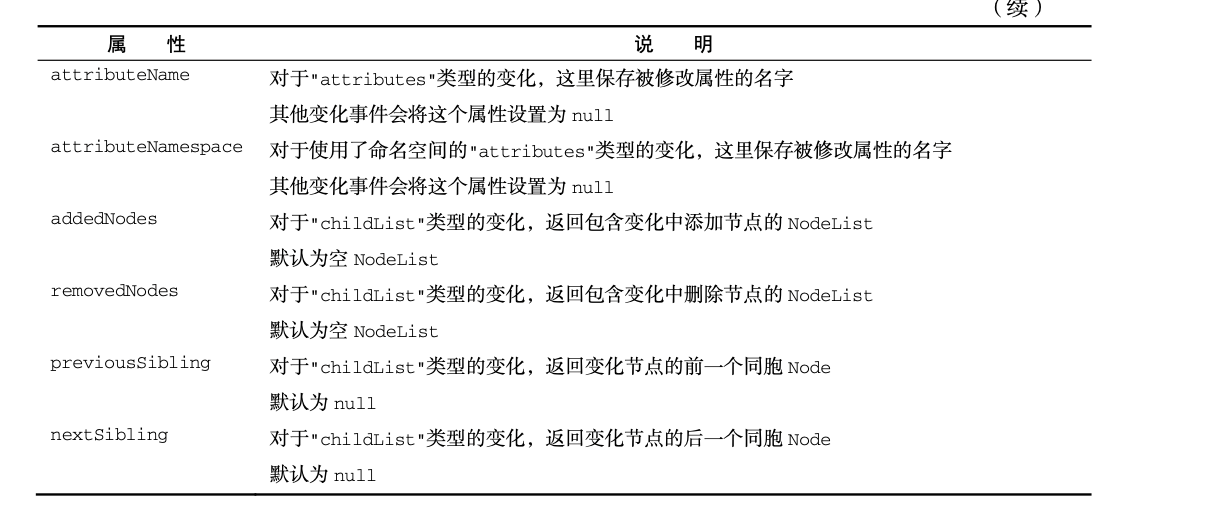 （续）
属 性 说 明
attributeName 对于"attributes"类型的变化，这里保存被修改属性的名字
其他变化事件会将这个属性设置为 null
attributeNamespace 对于使用了命名空间的"attributes"类型的变化，这里保存被修改属性的名字
其他变化事件会将这个属性设置为 null
addedNodes 对于"childList"类型的变化，返回包含变化中添加节点的 NodeList
默认为空 NodeList
removedNodes 对于"childList"类型的变化，返回包含变化中删除节点的 NodeList
默认为空 NodeList
previousSibling 对于"childList"类型的变化，返回变化节点的前一个同胞 Node
默认为 null
nextSibling 对于"childList"类型的变化，返回变化节点的后一个同胞 Node
默认为 null